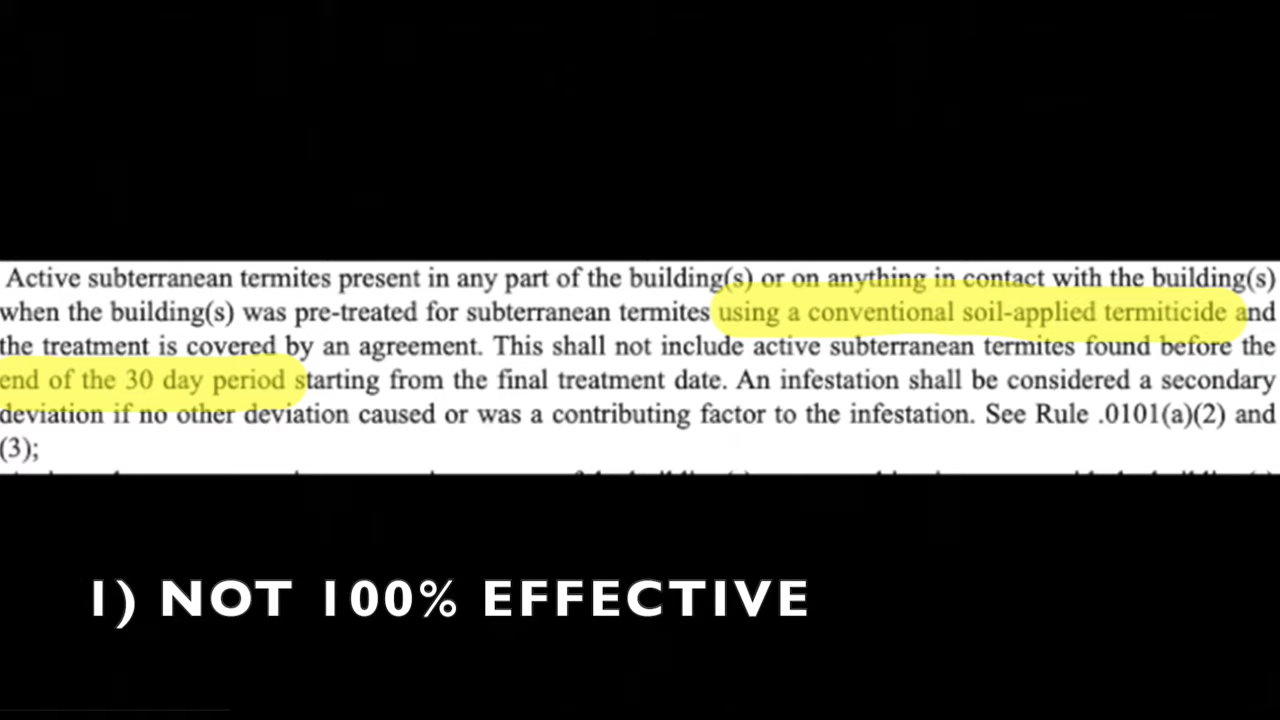 Active subterranean termites present in any part of the building(s) or on anything in contact with the building(s)
when the building(s) was pre-treated for subterranean termites using a conventional soil-applied termiticide and
the treatment is covered by an agreement. This shall not include active subterranean termites found before the
end of the 30 day period starting from the final treatment date. An infestation shall be considered a secondary
deviation if no other deviation caused or was a contributing factor to the infestation. See Rule .0101(a)(2) and
(3);
1) NOT 100% EFFECTIVE